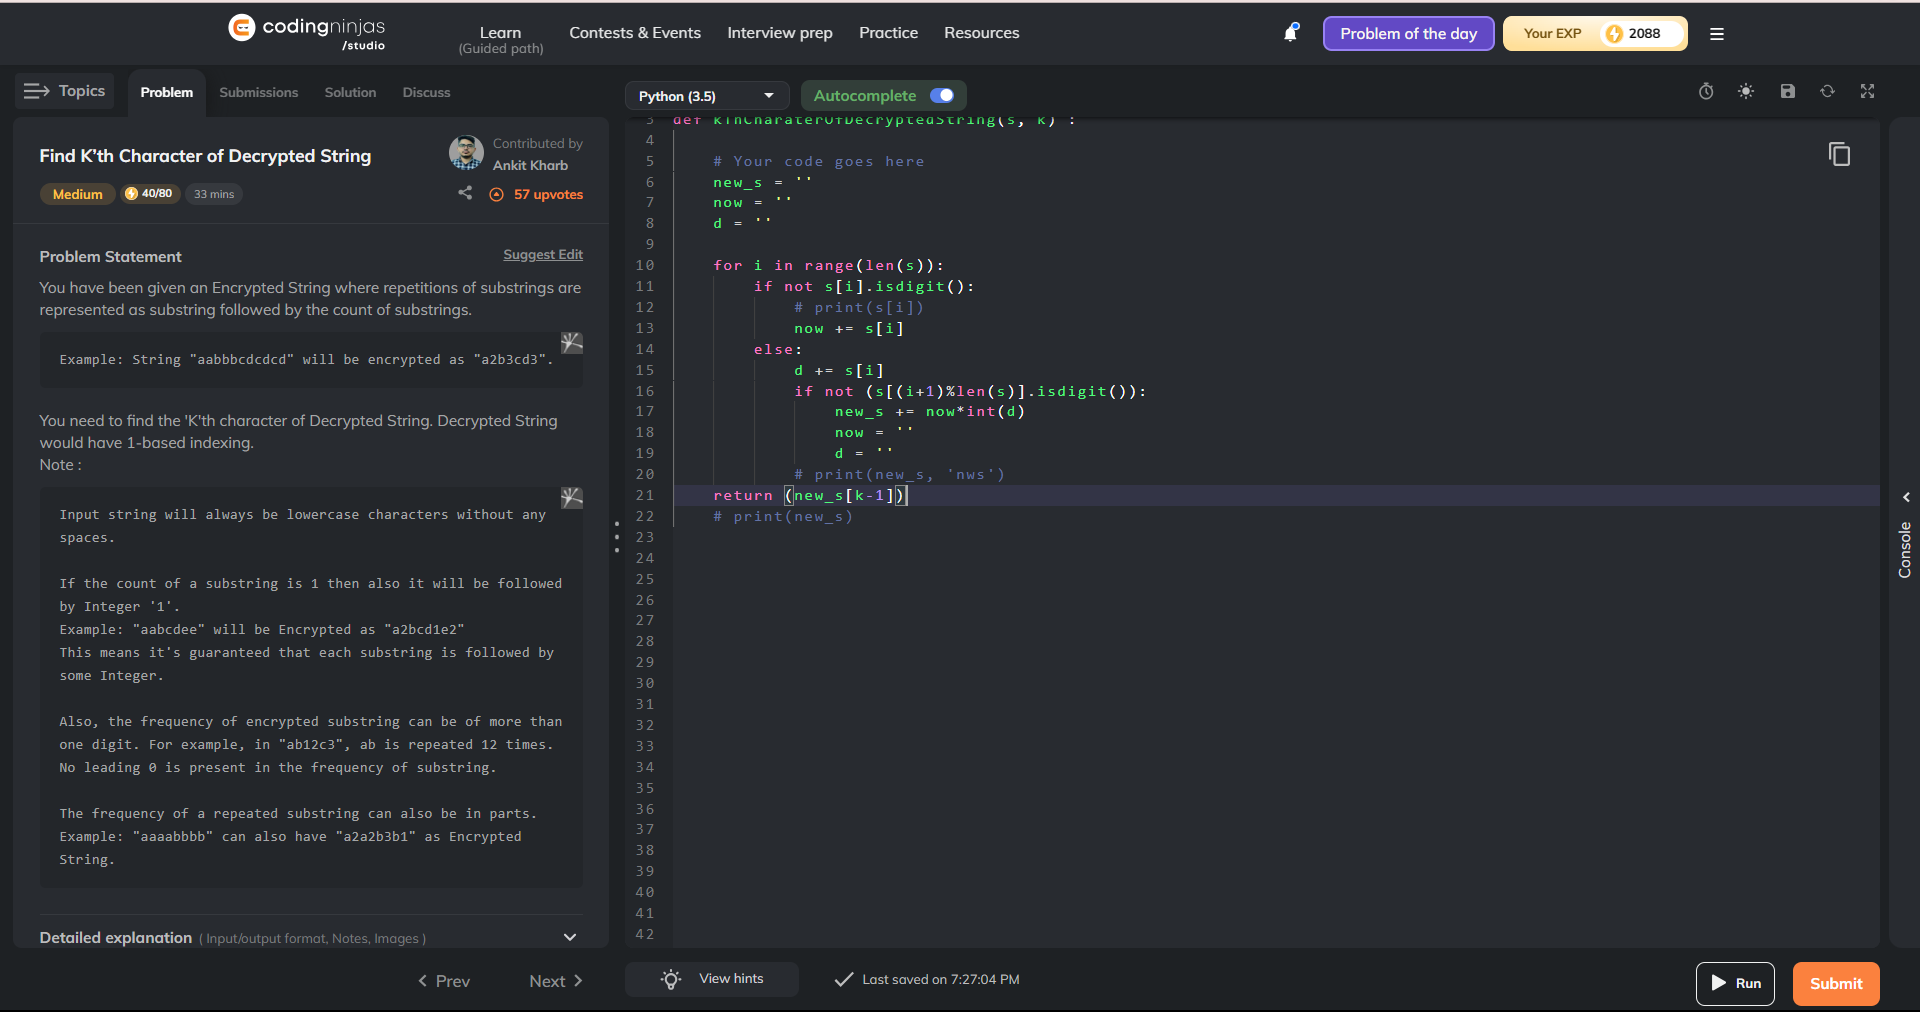 codingninjas
/studio
Learn
(Guided path)
Contests & Events
Interview prep
Practice
Resources
Problem of the day
Your EXP
2088
Topics
Problem
Submissions
Solution
Discuss
Find K'th Character of Decrypted String
Contributed by
Ankit Kharb
Medium
40/80
33 mins
57 upvotes
Problem Statement
Suggest Edit
You have been given an Encrypted String where repetitions of substrings are
represented as substring followed by the count of substrings.
Example: String "aabbbcdcdcd" will be encrypted as "a2b3cd3".
You need to find the 'K'th character of Decrypted String. Decrypted String
would have 1-based indexing.
Note :
Input string will always be lowercase characters without any
spaces.
If the count of a substring is 1 then also it will be followed
by Integer '1'.
Example: "aabcdee" will be Encrypted as "a2bcd1e2"
This means it's guaranteed that each substring is followed by
some Integer.
Also, the frequency of encrypted substring can be of more than
one digit. For example, in "ab12c3", ab is repeated 12 times.
No leading 0 is present in the frequency of substring.
The frequency of a repeated substring can also be in parts.
Example: "aaaabbbb" can also have "a2a2b3b1" as Encrypted
String.
Detailed explanation ( Input/output format, Notes, Images )
Prev
Next
Python (3.5)
Autocomplete
3 def kThCharaterOfDecryptedString(s, k) :
4
5 # Your code goes here
6 new_s = ''
7 now = ''
8 d = ''
9
10 for i in range(len(s)):
11 if not s[i].isdigit():
12 # print(s[i])
13 now += s[i]
14 else:
15 d += s[i]
16 if not (s[(i+1)%len(s)].isdigit()):
17 new_s += now*int(d)
18 now = ''
19 d = ''
20 # print(new_s, 'nws')
21 return (new_s[k-1])
22 # print(new_s)
23
24
25
26
27
28
29
30
31
32
33
34
35
36
37
38
39
40
41
42
Console
View hints
Last saved on 7:27:04 PM
Run
Submit